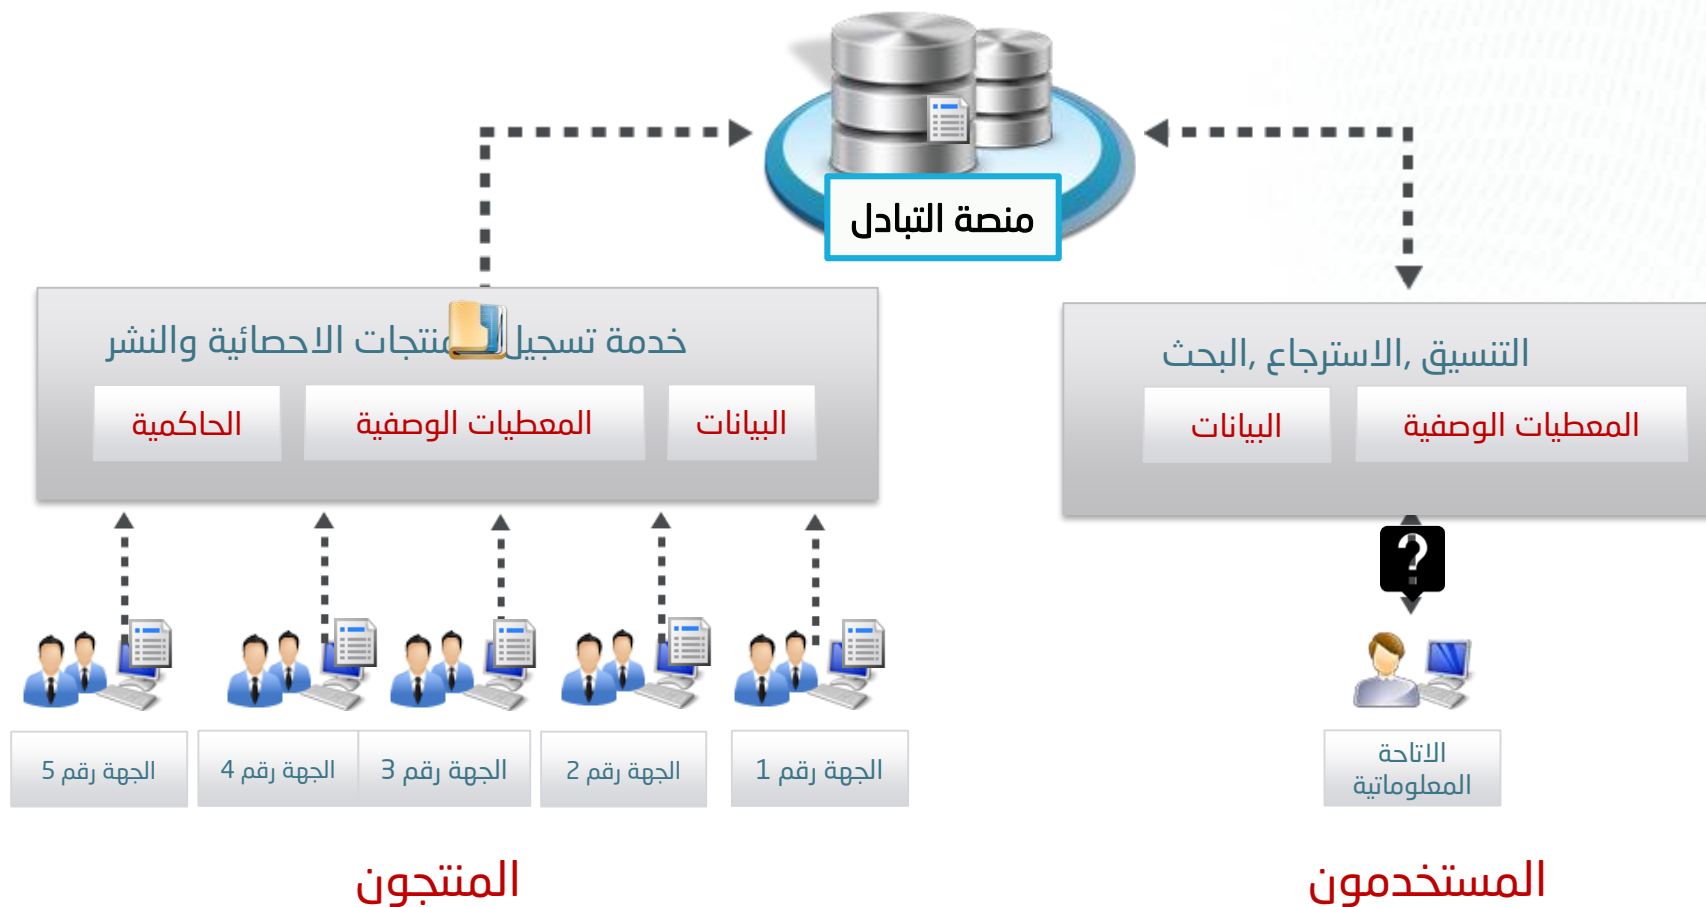 منصة التبادل
خدمة تسجيل المنتجات الاحصائية والنشر
البيانات
المعطيات الوصفية
الحاكمية
التنسيق ,الاسترجاع ,البحث
المعطيات الوصفية
البيانات
?
الجهة رقم 1
الجهة رقم 2
الجهة رقم 3
الجهة رقم 4
الجهة رقم 5
الاتاحة
المعلوماتية
المستخدمون
المنتجون